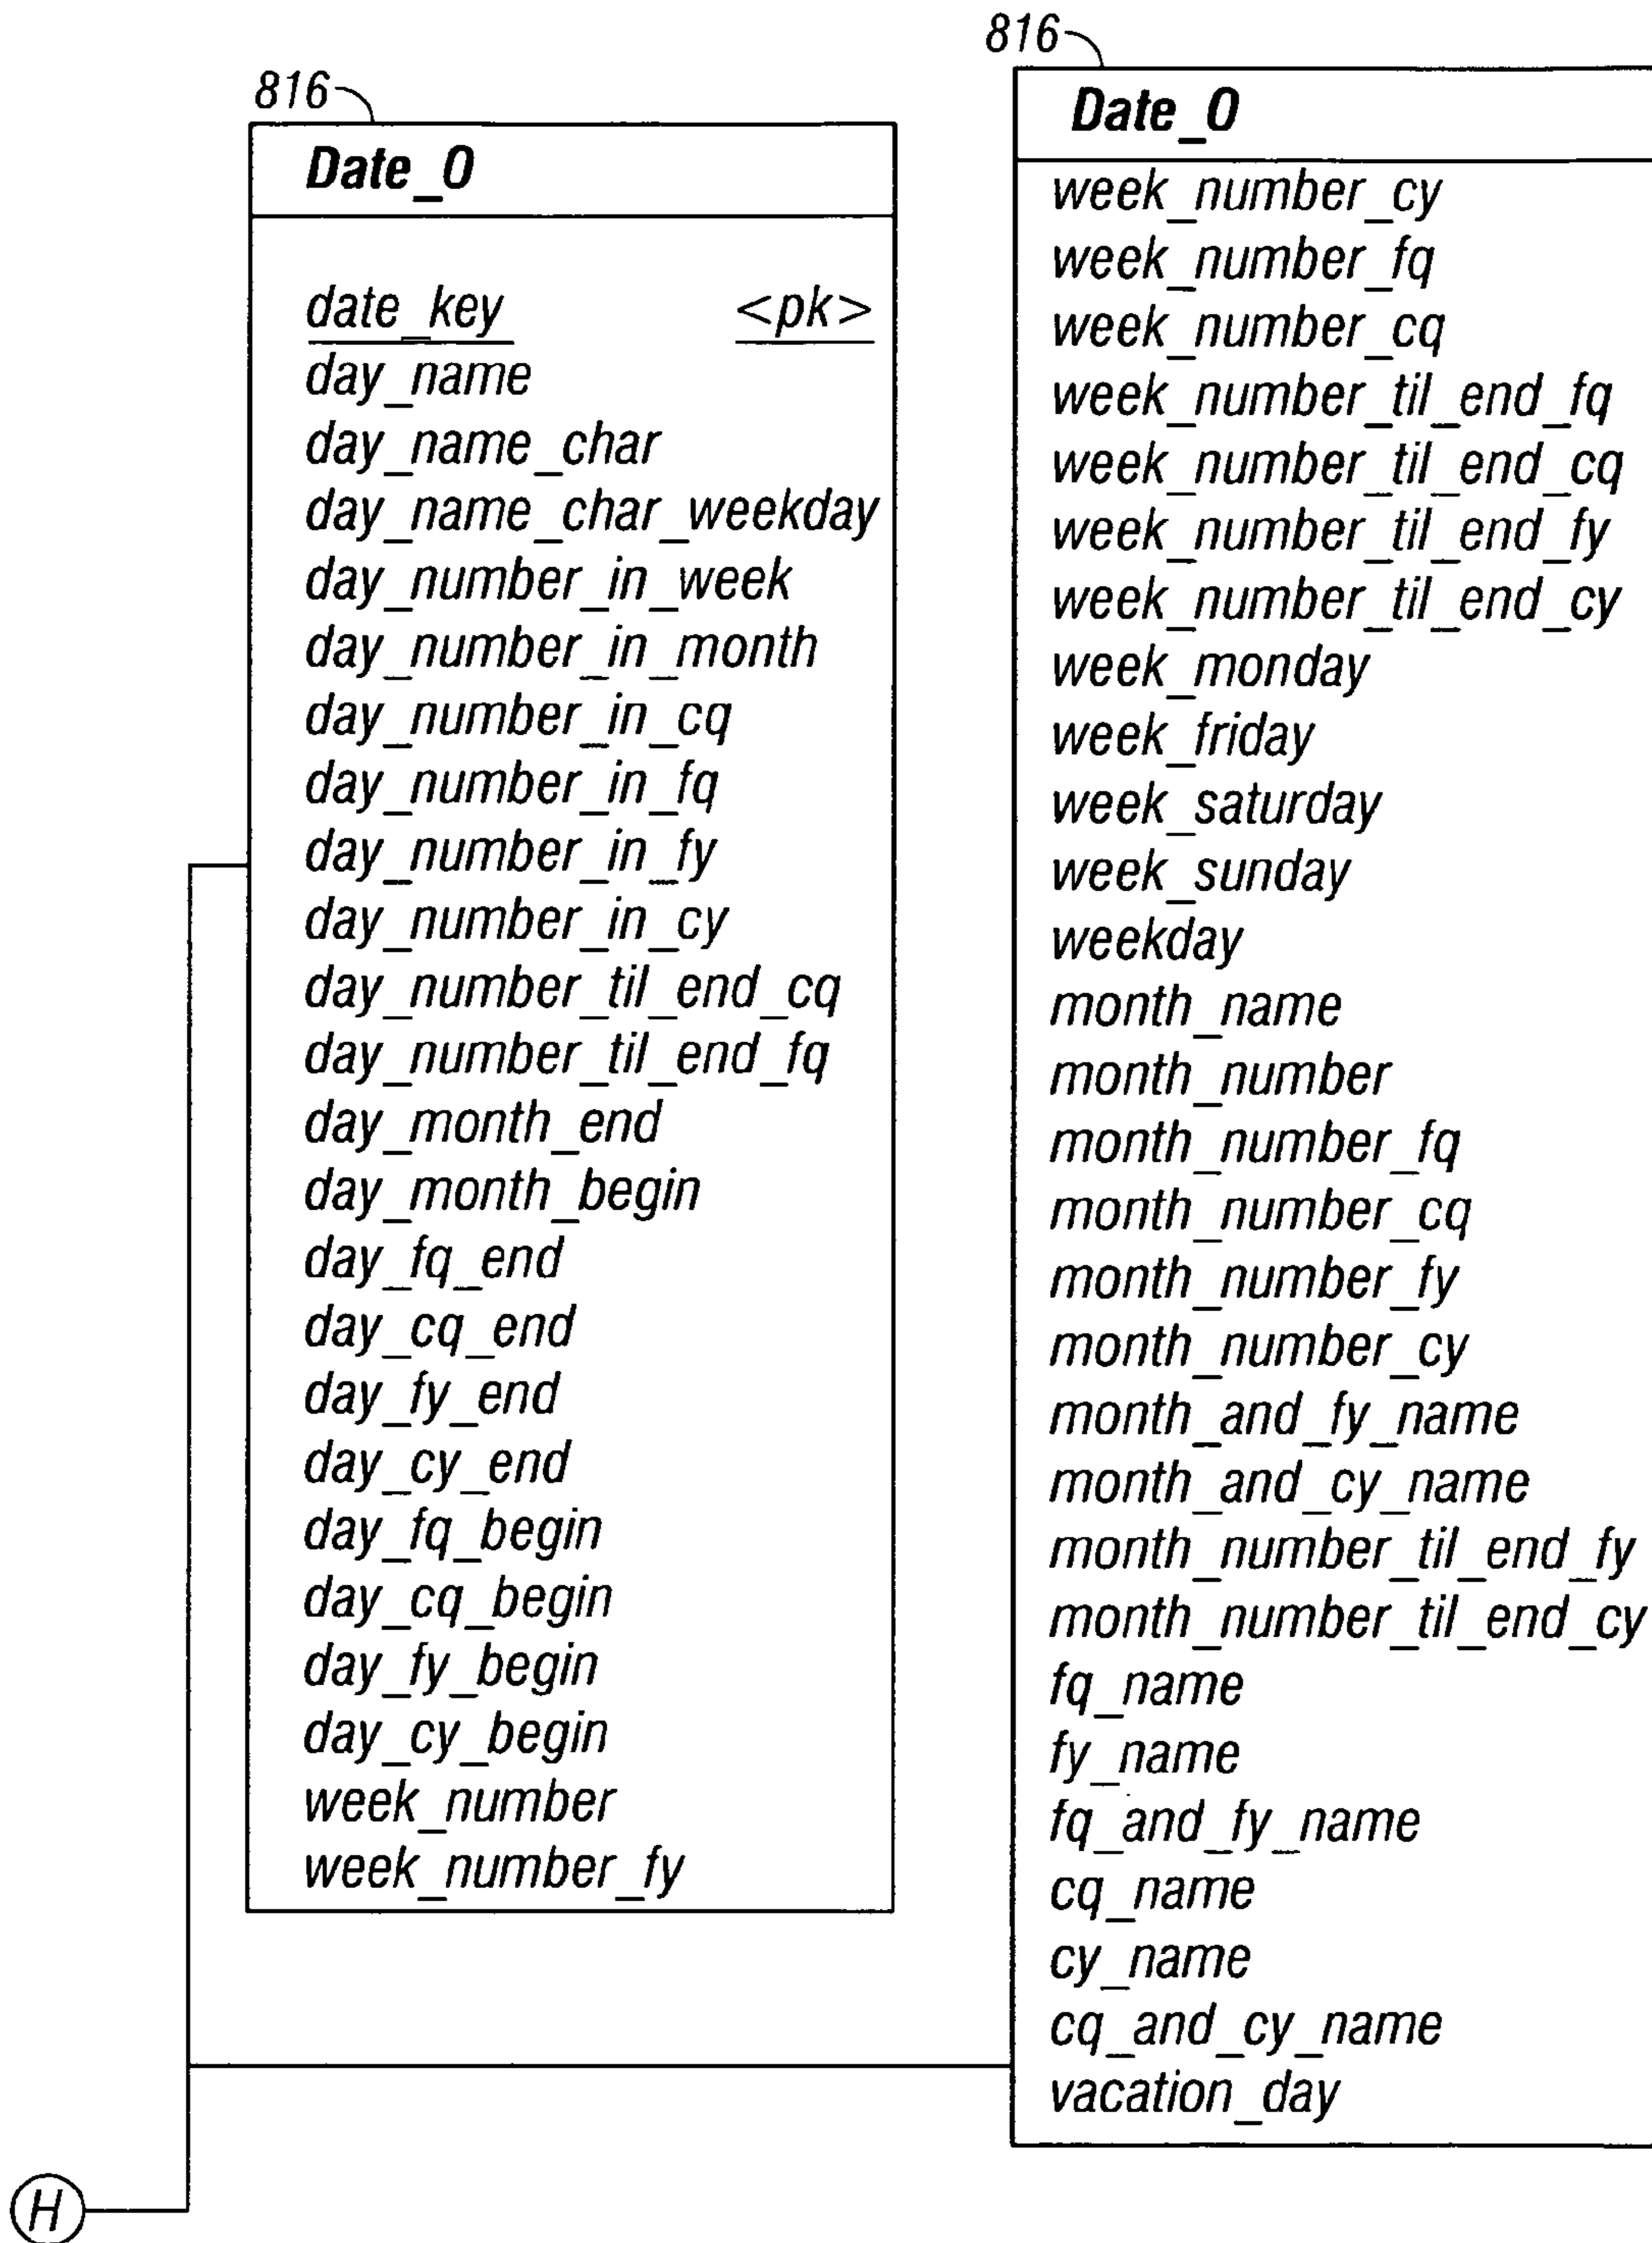 816
Date_0
date_key <pk>
day_name
day_name_char
day_name_char_weekday
day_number_in_week
day_number_in_month
day_number_in_cq
day_number_in_fq
day_number_in_fy
day_number_in_cy
day_number_til_end_cq
day_number_til_end_fq
day_month_end
day_month_begin
day_fq_end
day_cq_end
day_fy_end
day_cy_end
day_fq_begin
day_cq_begin
day_fy_begin
day_cy_begin
week_number
week_number_fy
816
Date_0
week_number_cy
week_number_fq
week_number_cq
week_number_til_end_fq
week_number_til_end_cq
week_number_til_end_fy
week_number_til_end_cy
week_monday
week_friday
week_saturday
week_sunday
weekday
month_name
month_number
month_number_fq
month_number_cq
month_number_fy
month_number_cy
month_and_fy_name
month_and_cy_name
month_number_til_end_fy
month_number_til_end_cy
fq_name
fy_name
fq_and_fy_name
cq_name
cy_name
cq_and_cy_name
vacation_day
H